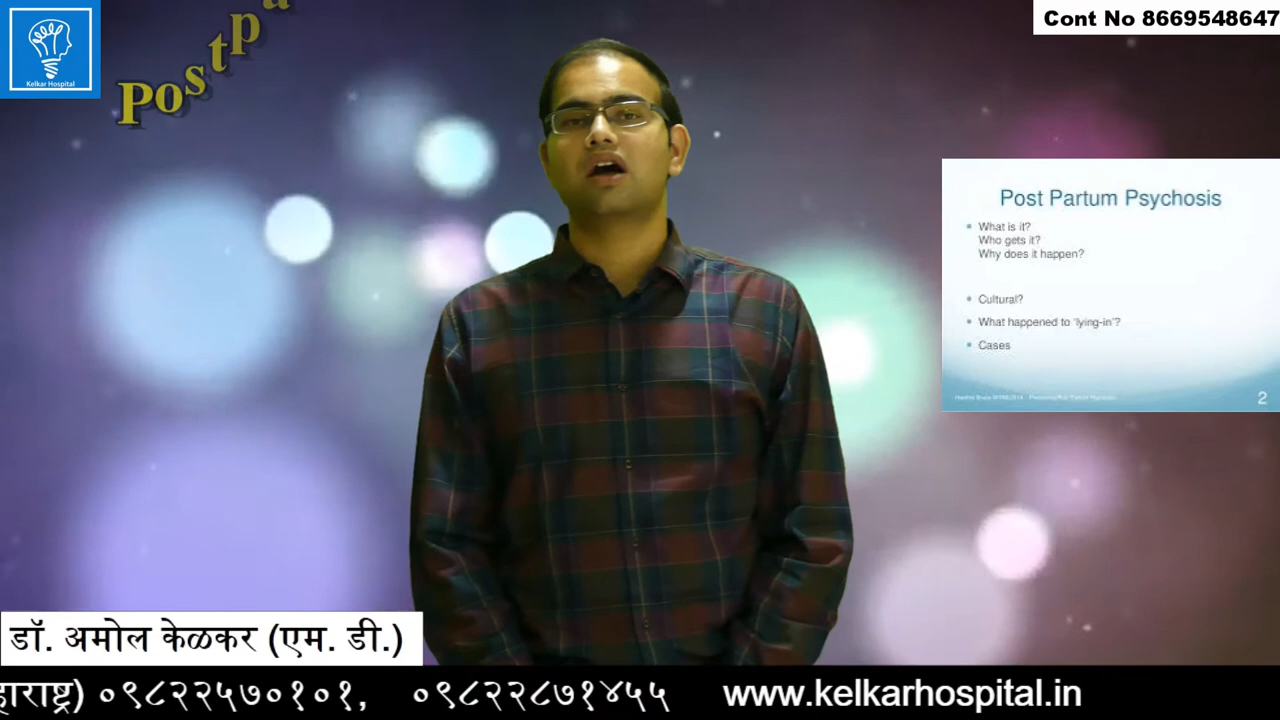 Kelkar Hospital
Postpa
Cont No 8669548647
Post Partum Psychosis
What is it?
Who gets it?
Why does it happen?
Cultural?
What happened to 'lying-in'?
Cases
2
डॉ. अमोल केळकर (एम. डी.)
हाराष्ट्र) ०९८२२५७०१०१, ०९८२२८७१४५५ www.kelkarhospital.in